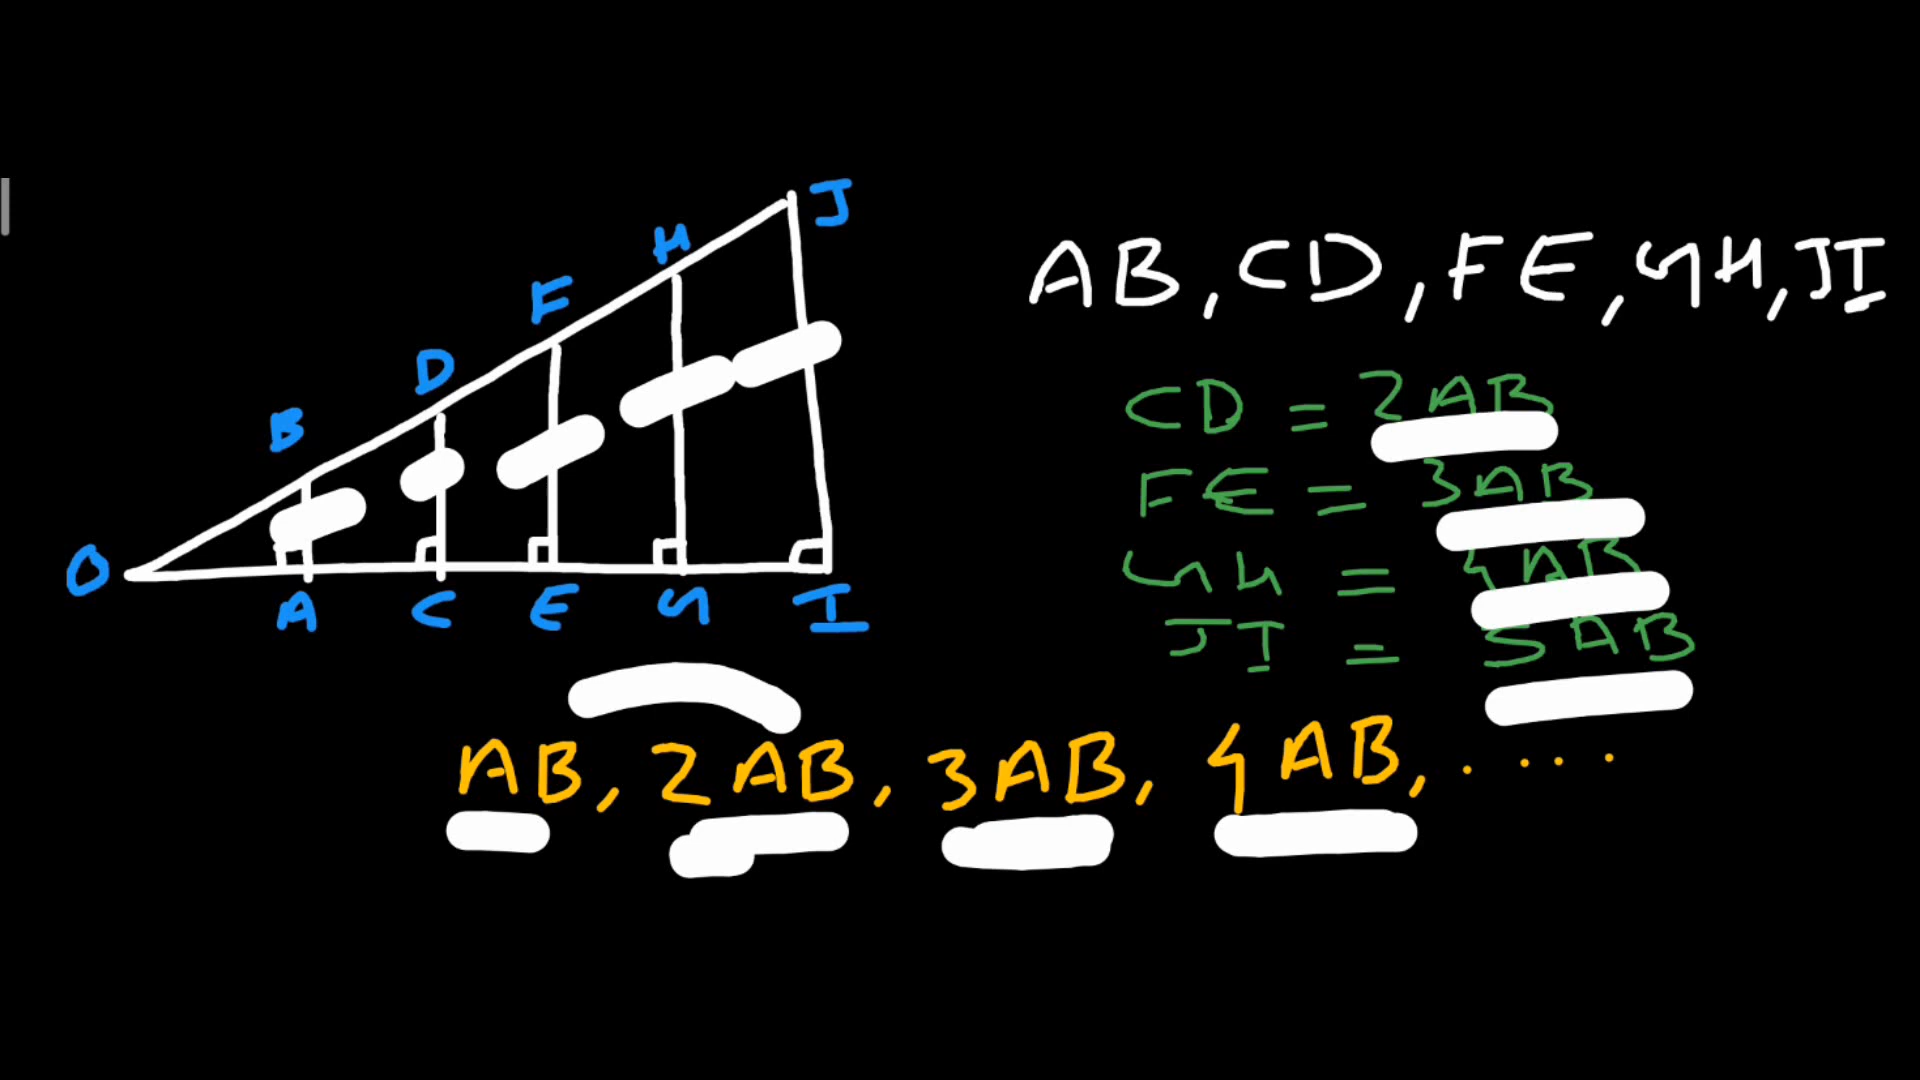 J
H
F
D
B
O
A C E G I
AB, CD, FE, GH, JI
CD = 2AB
FE = 3AB
GH = 4AB
JI = 5AB
AB, 2AB, 3AB, 4AB, .....